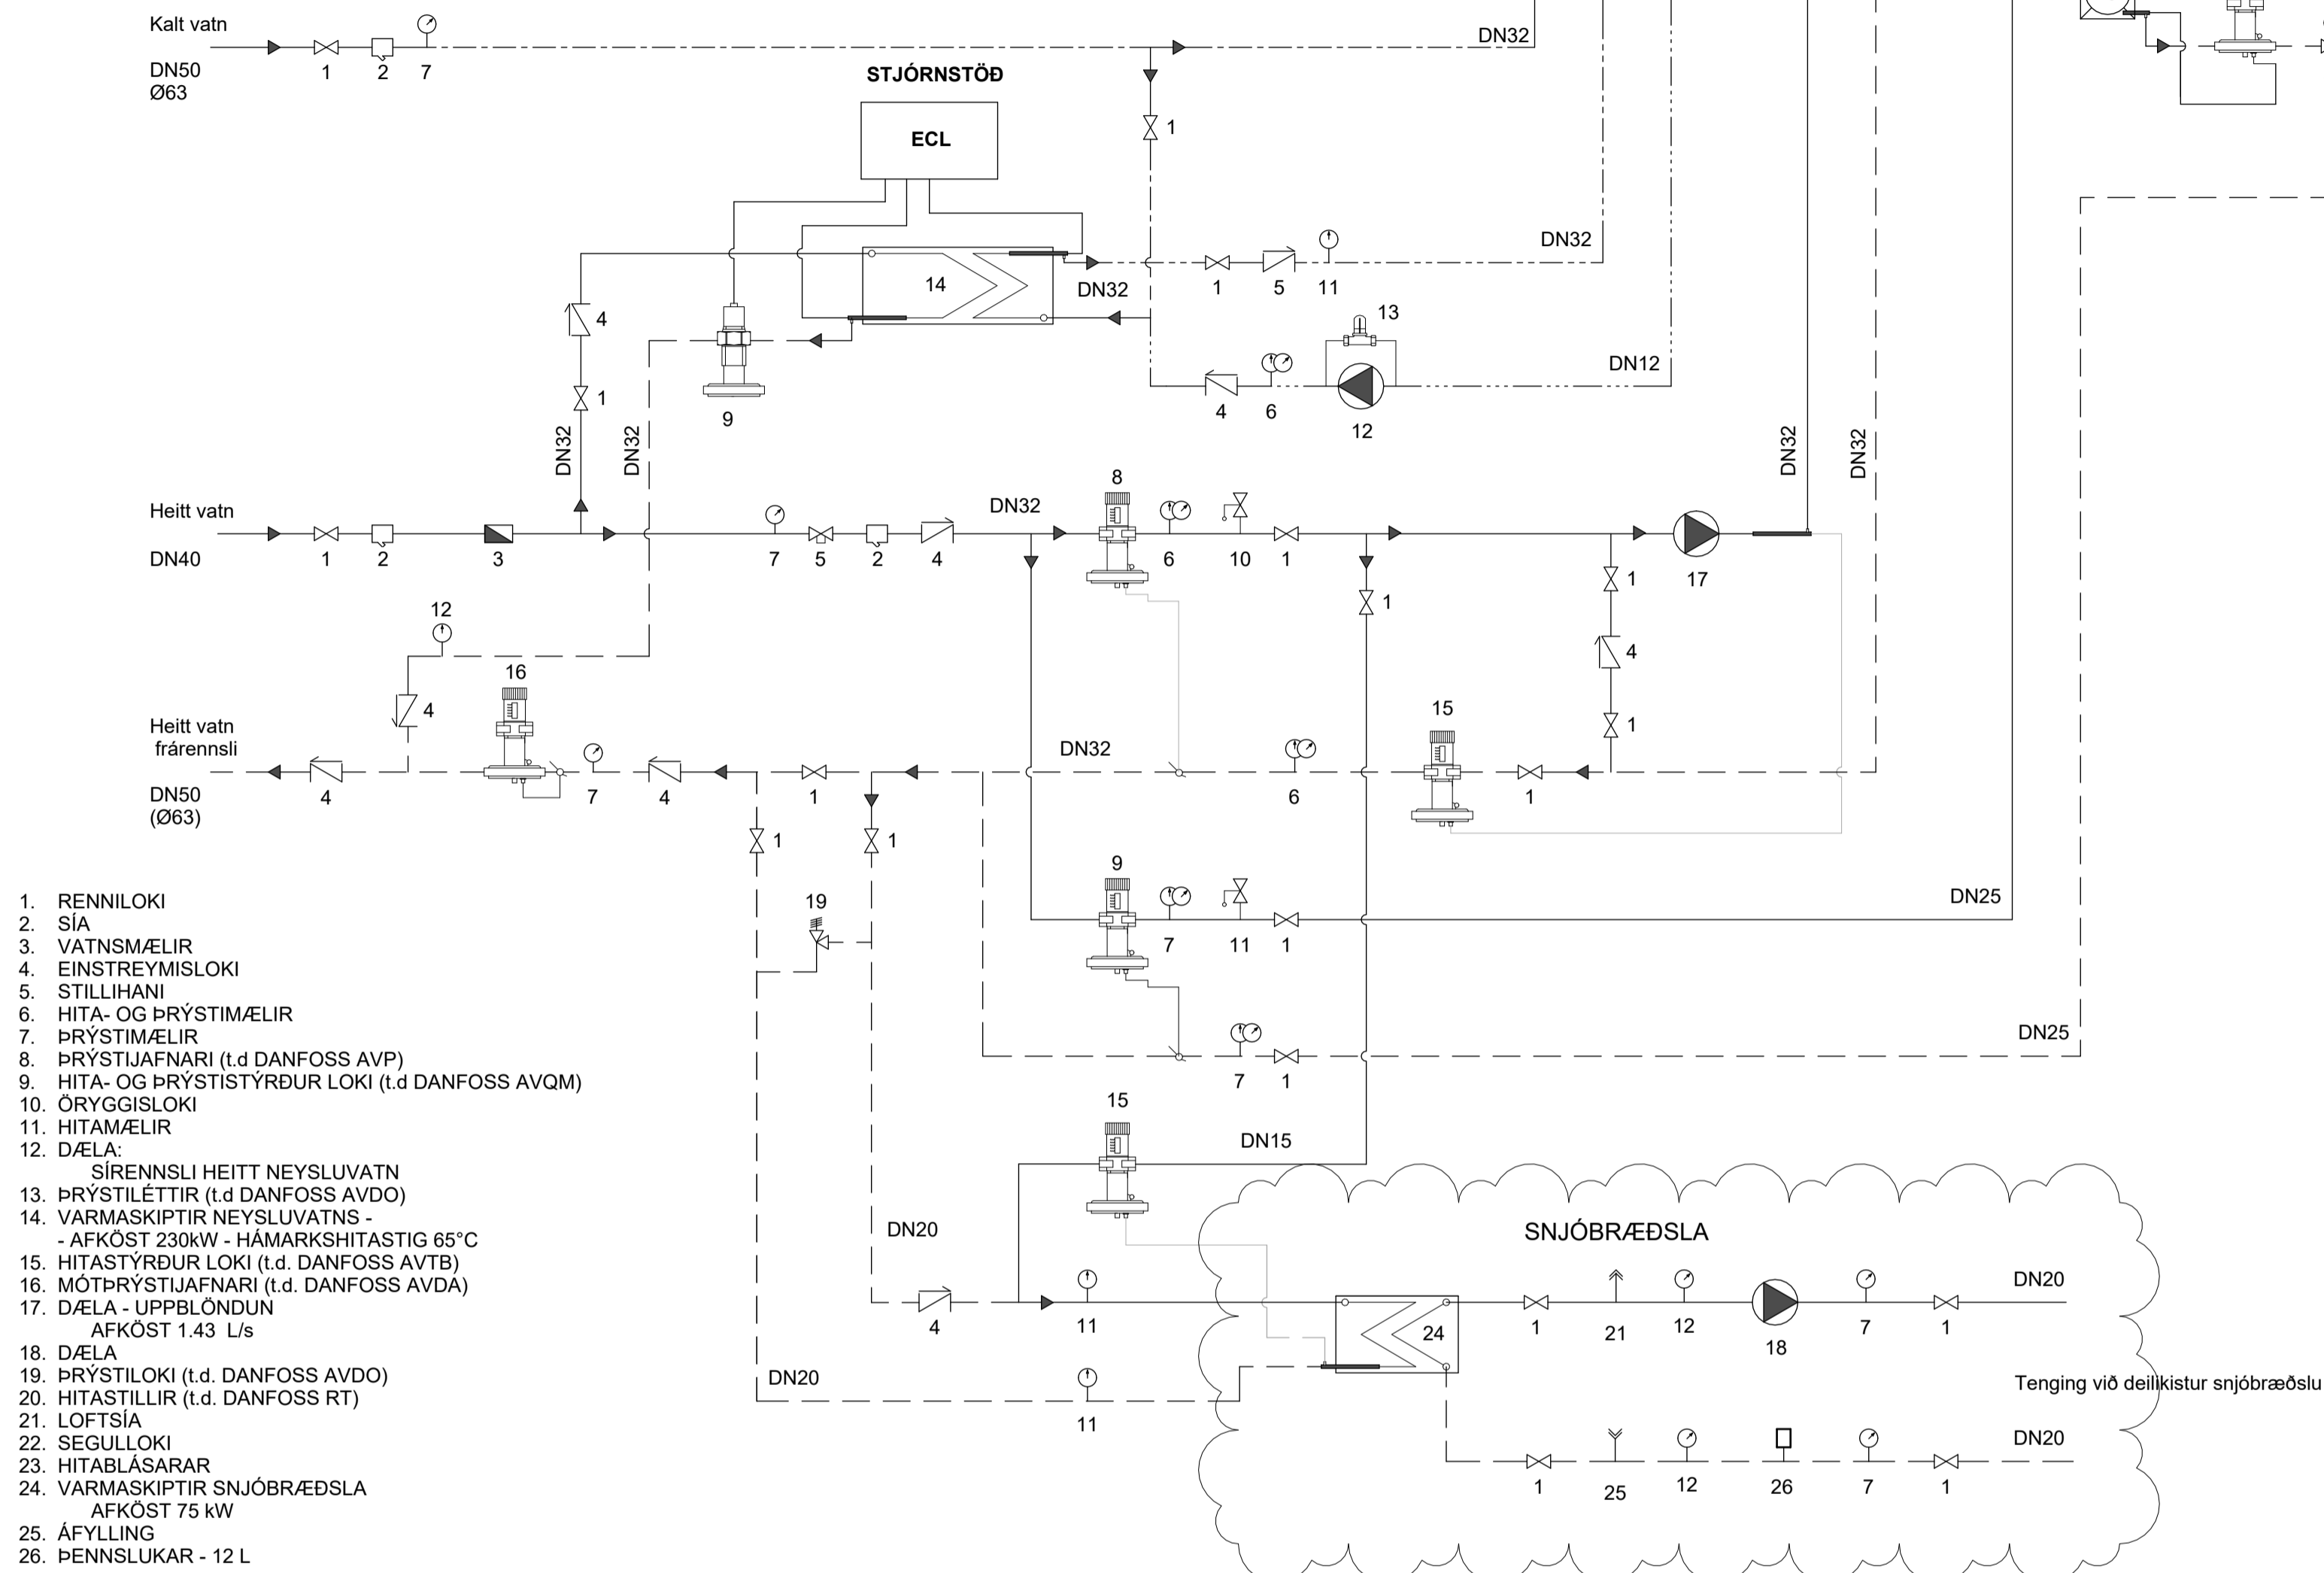 Kalt vatn
DN50
Ø63
1
2
7
DN32
STJÓRNSTÖÐ
ECL
1
14
DN32
1
5
11
DN32
13
DN12
4
6
12
4
1
9
DN32
DN32
DN32
DN32
Heitt vatn
DN40
1
2
3
7
5
2
4
DN32
8
6
10
1
1
17
1
4
1
12
4
16
Heitt vatn
frárennsli
DN50
(Ø63)
4
7
4
1
DN32
6
15
1
1
1
19
9
7
11
1
DN25
7
1
DN25
15
DN15
DN20
4
11
DN20
11
SNJÓBRÆÐSLA
24
1
21
12
18
7
1
DN20
Tenging við deilikistur snjóbræðslu
1
25
12
26
7
1
DN20
1. RENNILOKI
2. SÍA
3. VATNSMÆLIR
4. EINSTREYMISLOKI
5. STILLIHANI
6. HITA- OG ÞRÝSTIMÆLIR
7. ÞRÝSTIMÆLIR
8. ÞRÝSTIJAFNARI (t.d DANFOSS AVP)
9. HITA- OG ÞRÝSTISTÝRÐUR LOKI (t.d DANFOSS AVQM)
10. ÖRYGGISLOKI
11. HITAMÆLIR
12. DÆLA:
SÍRENNSLI HEITT NEYSLUVATN
13. ÞRÝSTILÉTTIR (t.d DANFOSS AVDO)
14. VARMASKIPTIR NEYSLUVATNS -
- AFKÖST 230kW - HÁMARKSHITASTIG 65°C
15. HITASTÝRÐUR LOKI (t.d. DANFOSS AVTB)
16. MÓTÞRÝSTIJAFNARI (t.d. DANFOSS AVDA)
17. DÆLA - UPPBLÖNDUN
AFKÖST 1.43 L/s
18. DÆLA
19. ÞRÝSTILOKI (t.d. DANFOSS AVDO)
20. HITASTILLIR (t.d. DANFOSS RT)
21. LOFTSÍA
22. SEGULLOKI
23. HITABLÁSARAR
24. VARMASKIPTIR SNJÓBRÆÐSLA
AFKÖST 75 kW
25. ÁFYLLING
26. ÞENNSLUKAR - 12 L